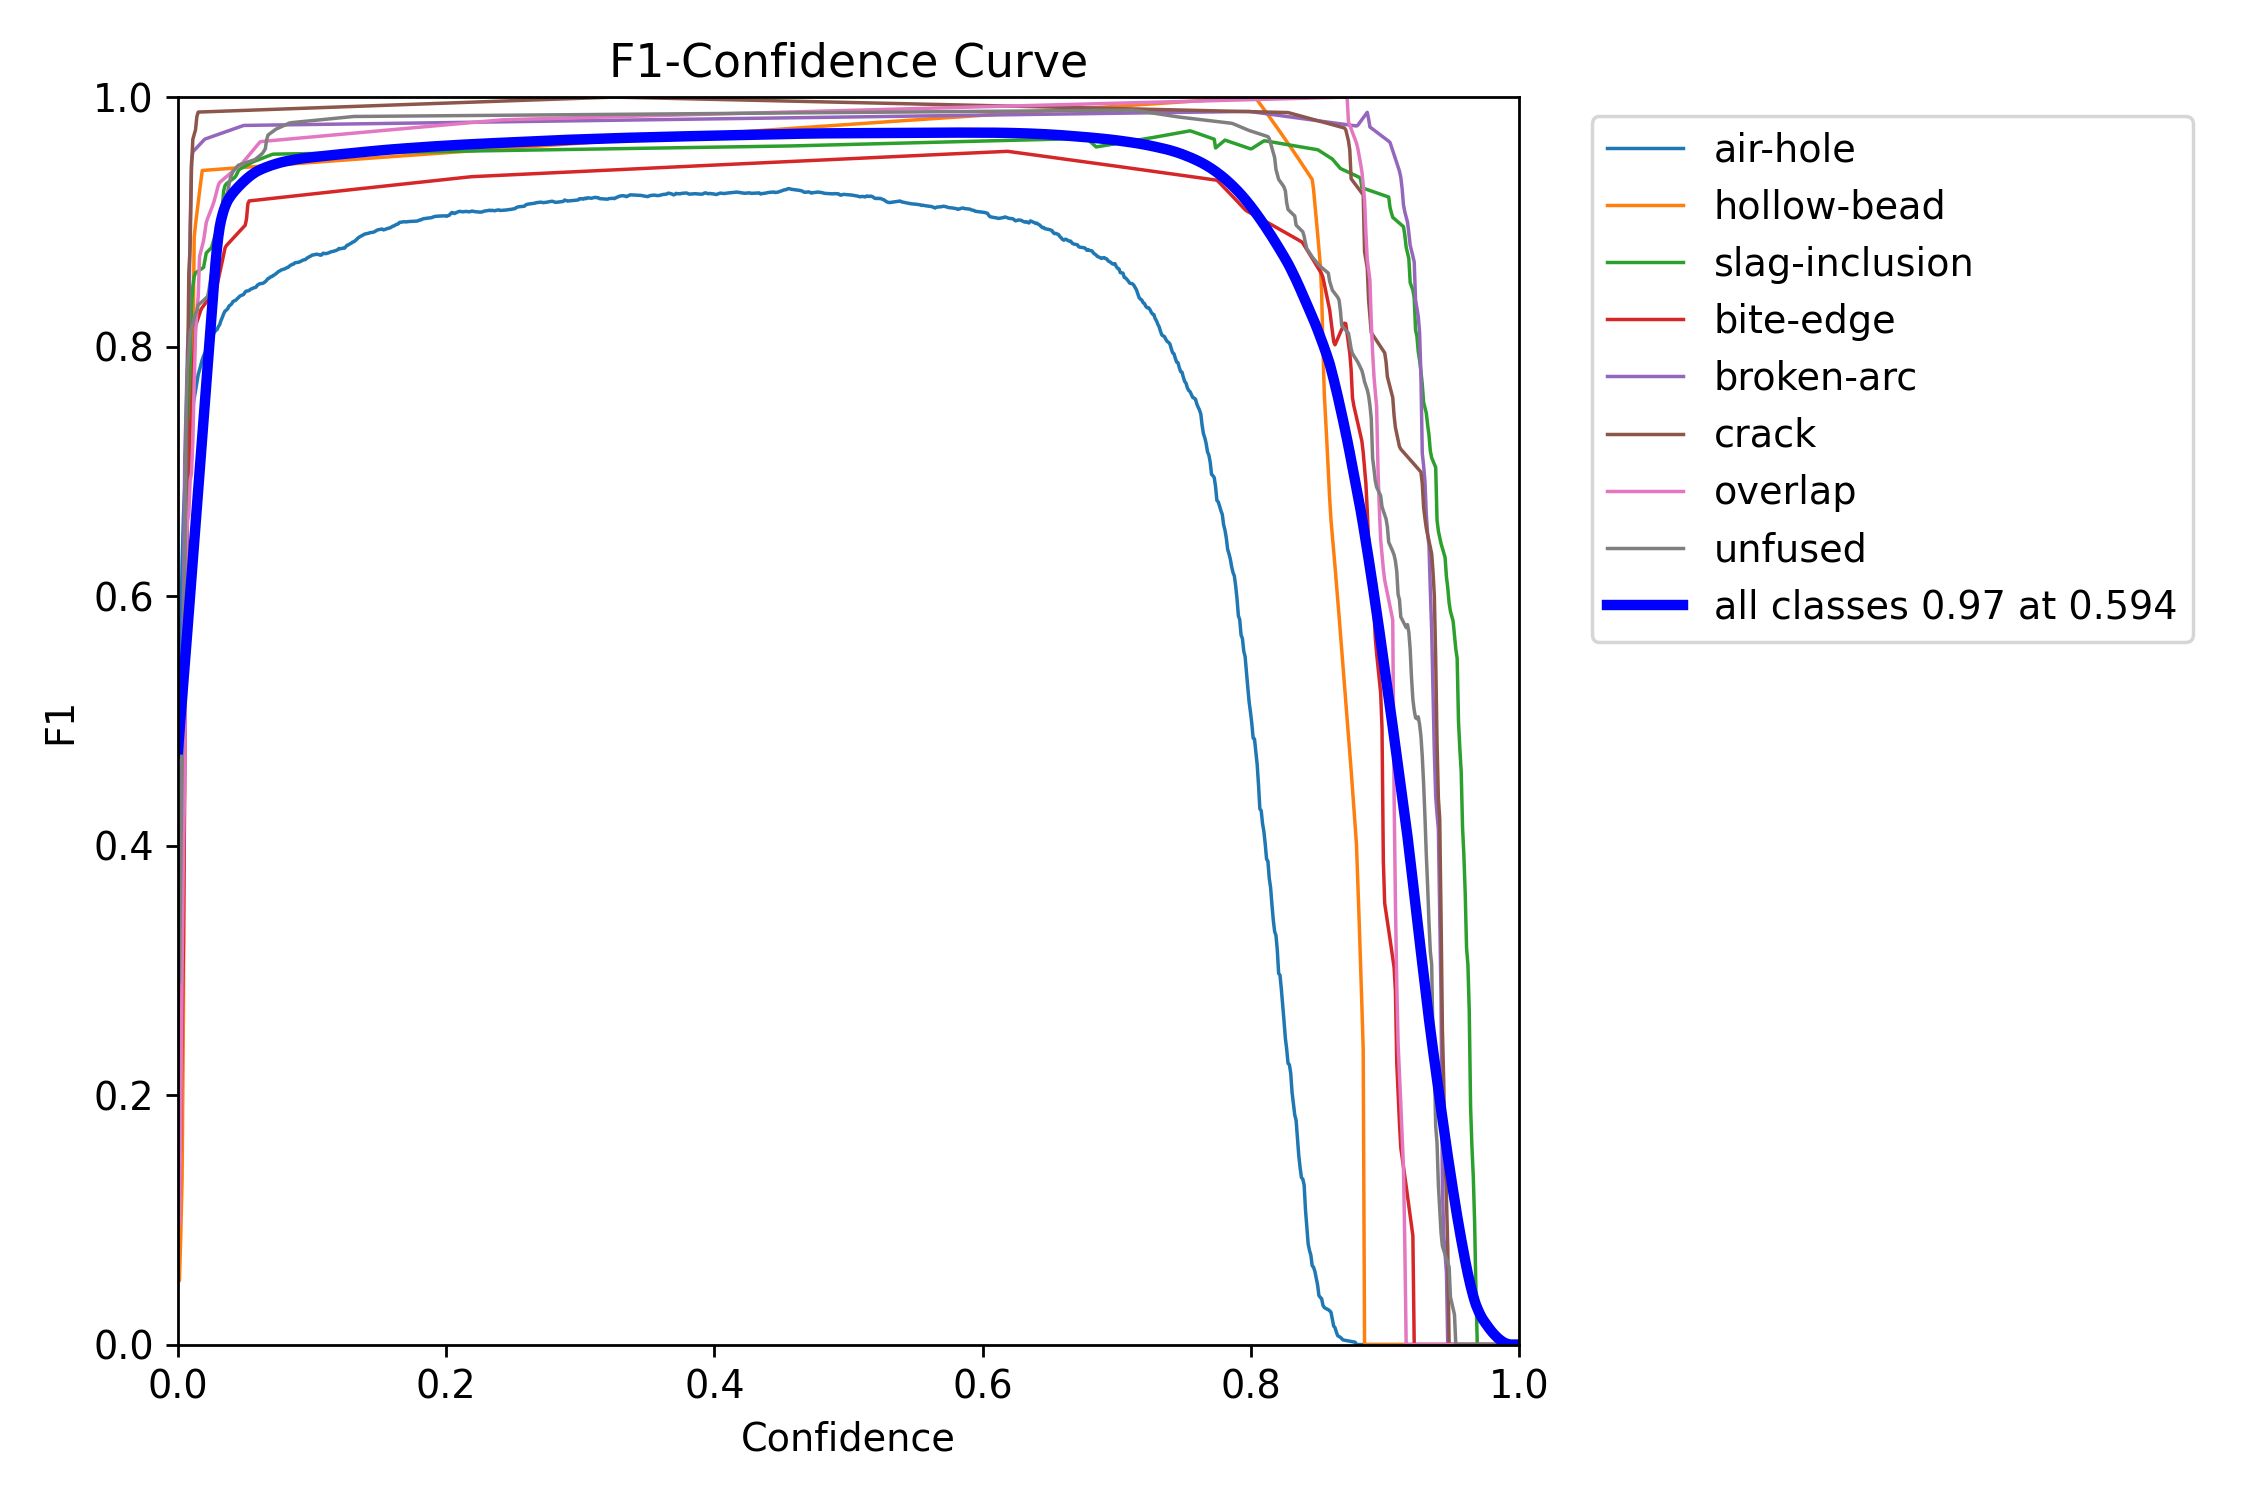 F1-Confidence Curve
1.0
0.8
0.6
0.4
0.2
0.0
F1
0.0 0.2 0.4 0.6 0.8 1.0
Confidence
air-hole
hollow-bead
slag-inclusion
bite-edge
broken-arc
crack
overlap
unfused
all classes 0.97 at 0.594